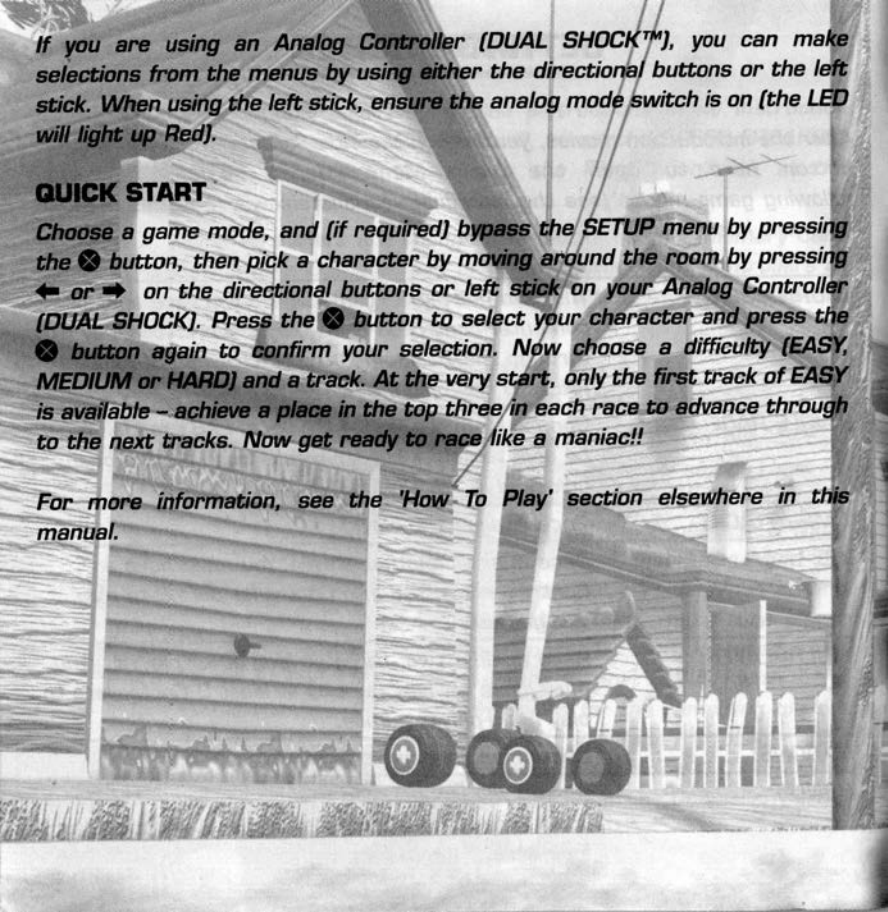 If you are using an Analog Controller (DUAL SHOCK™), you can make
selections from the menus by using either the directional buttons or the left
stick. When using the left stick, ensure the analog mode switch is on (the LED
will light up Red).
QUICK START
Choose a game mode, and (if required) bypass the SETUP menu by pressing
the ⊗ button, then pick a character by moving around the room by pressing
← or → on the directional buttons or left stick on your Analog Controller
(DUAL SHOCK). Press the ⊗ button to select your character and press the
⊗ button again to confirm your selection. Now choose a difficulty (EASY,
MEDIUM or HARD) and a track. At the very start, only the first track of EASY
is available – achieve a place in the top three in each race to advance through
to the next tracks. Now get ready to race like a maniac!!
For more information, see the 'How To Play' section elsewhere in this
manual.